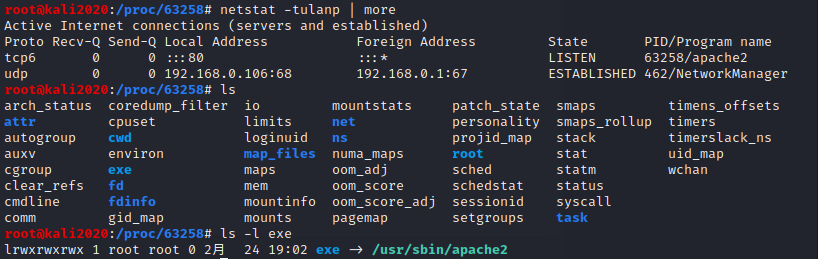 root@kali2020:/proc/63258# netstat -tulanp | more
Active Internet connections (servers and established)
Proto Recv-Q Send-Q Local Address           Foreign Address         State       PID/Program name
tcp6       0      0 :::80                   :::*                    LISTEN      63258/apache2
udp        0      0 192.168.0.106:68        192.168.0.1:67          ESTABLISHED 462/NetworkManager
root@kali2020:/proc/63258# ls
arch_status  coredump_filter  io         mountstats     patch_state  smaps         timens_offsets
attr         cpuset           limits     net            personality  smaps_rollup  timers
autogroup    cwd              loginuid   ns             projid_map   stack         timerslack_ns
auxv         environ          map_files  numa_maps      root         stat          uid_map
cgroup       exe              maps       oom_adj        sched        statm         wchan
clear_refs   fd               mem        oom_score      schedstat    status
cmdline      fdinfo           mountinfo  oom_score_adj  sessionid    syscall
comm         gid_map          mounts     pagemap        setgroups    task
root@kali2020:/proc/63258# ls -l exe
lrwxrwxrwx 1 root root 0 2月  24 19:02 exe -> /usr/sbin/apache2